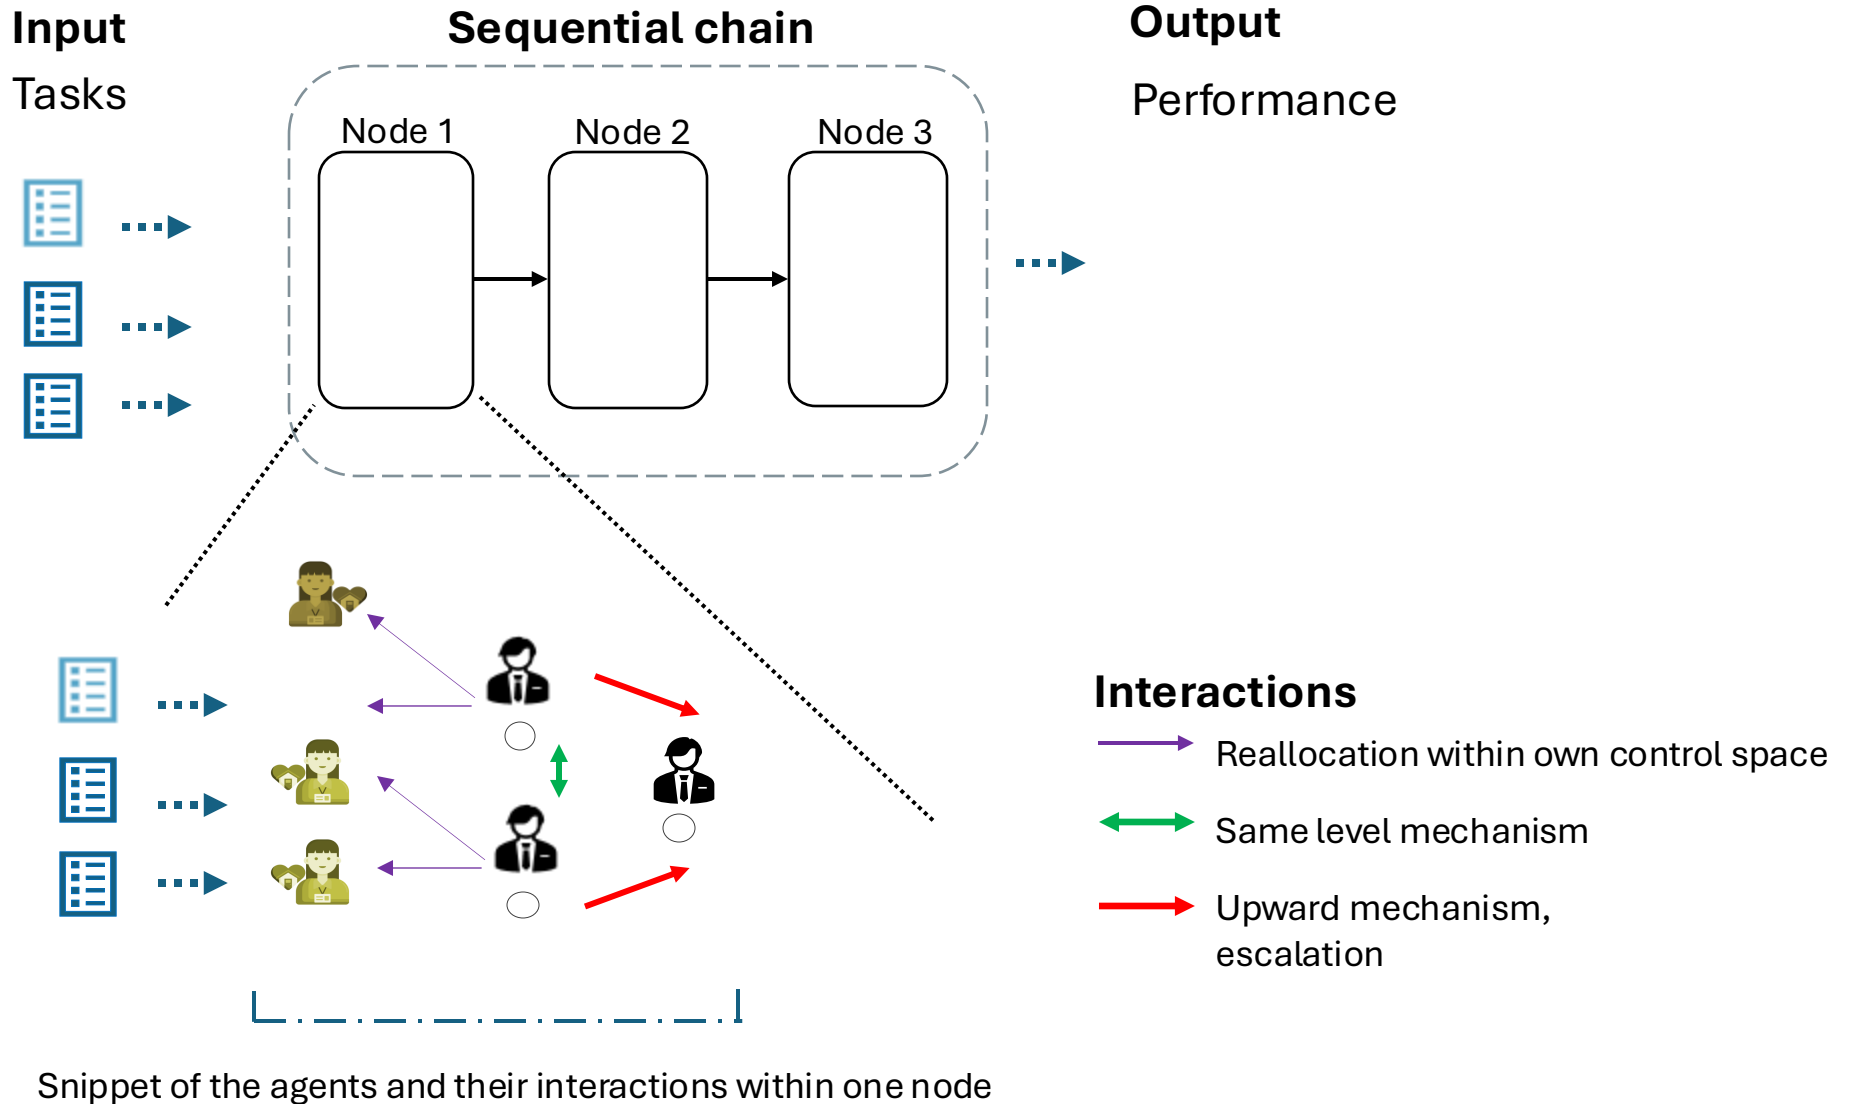 Input
Tasks
Sequential chain
Output
Performance
Node 1
Node 2
Node 3
Interactions
Reallocation within own control space
Same level mechanism
Upward mechanism,
escalation
Snippet of the agents and their interactions within one node